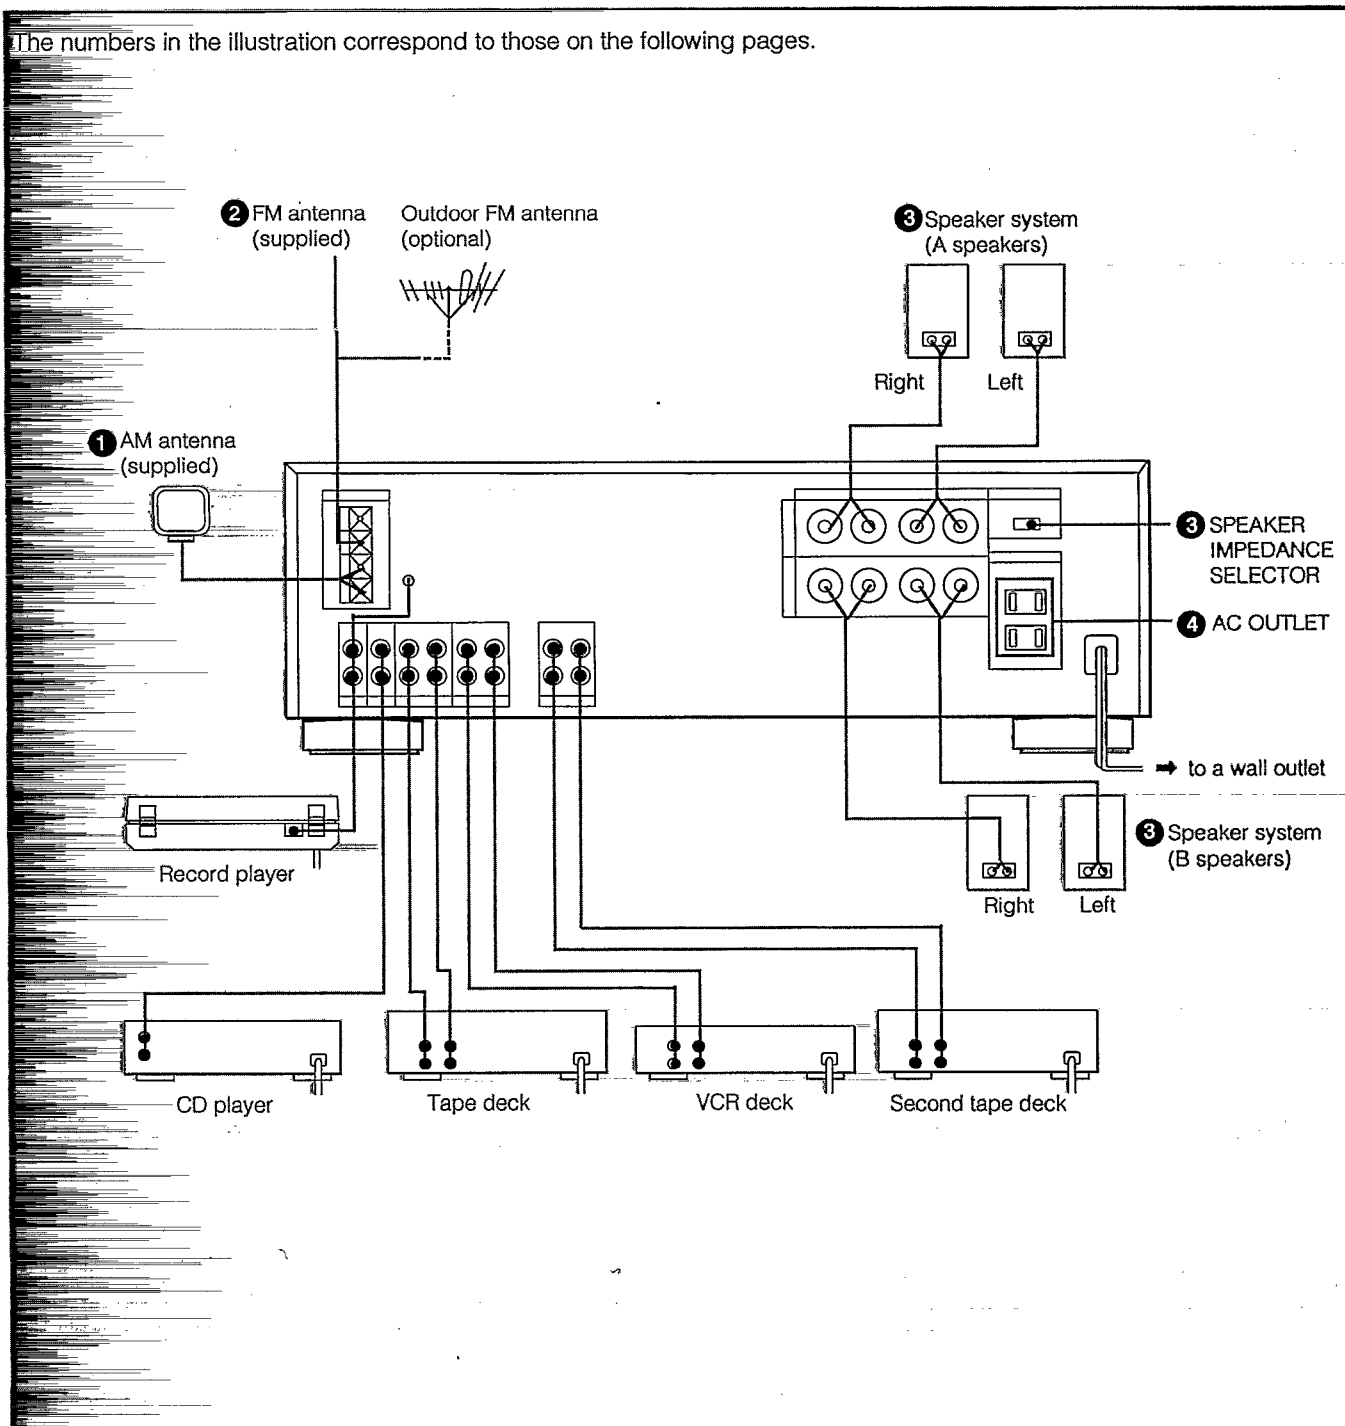 The numbers in the illustration correspond to those on the following pages.
2 FM antenna
(supplied)
Outdoor FM antenna
(optional)
3 Speaker system
(A speakers)
Right
Left
1 AM antenna
(supplied)
3 SPEAKER
IMPEDANCE
SELECTOR
4 AC OUTLET
➡ to a wall outlet
3 Speaker system
(B speakers)
Right
Left
Record player
CD player
Tape deck
VCR deck
Second tape deck